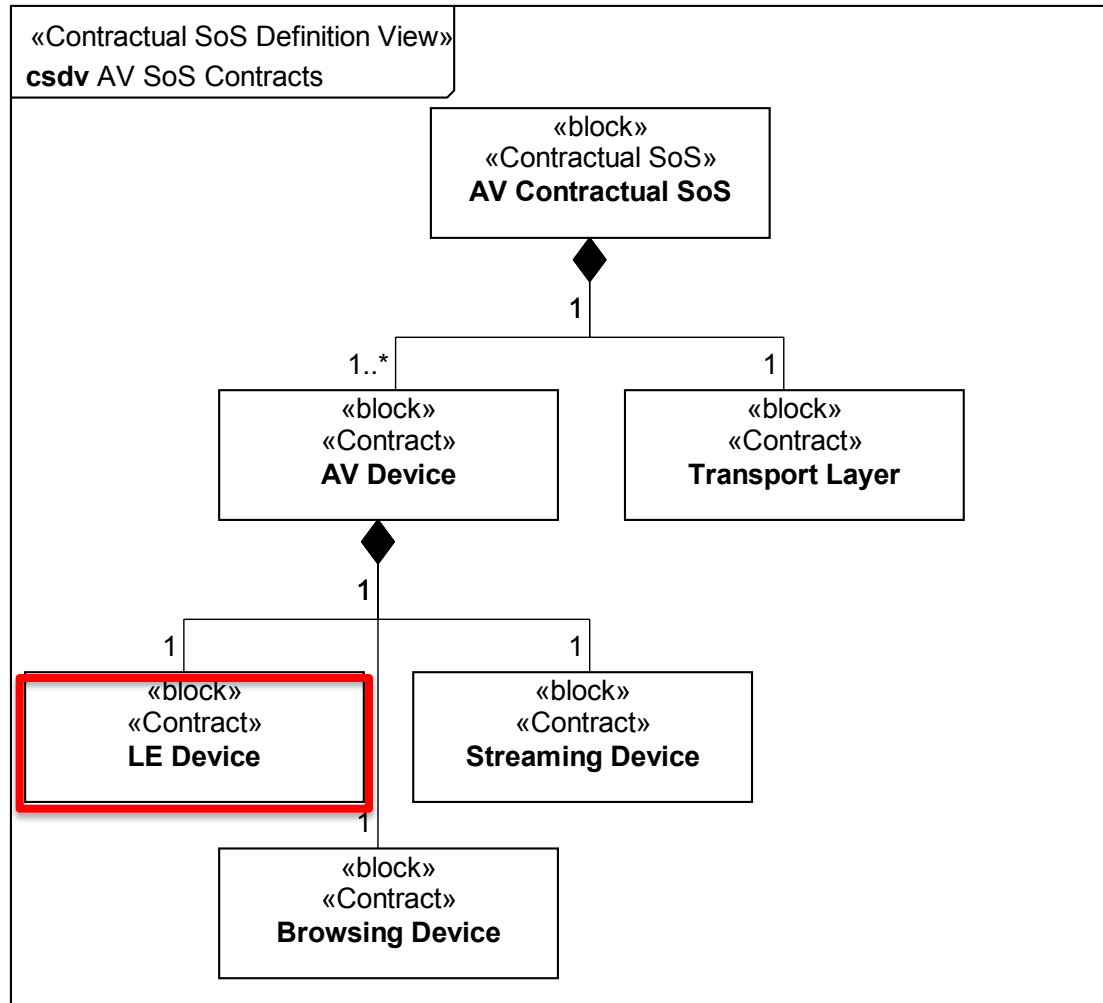 «Contractual SoS Definition View»
csdv AV SoS Contracts
«block»
«Contractual SoS»
AV Contractual SoS
1
1..*
1
«block»
«Contract»
AV Device
«block»
«Contract»
Transport Layer
1
1
1
«block»
«Contract»
LE Device
«block»
«Contract»
Streaming Device
1
«block»
«Contract»
Browsing Device